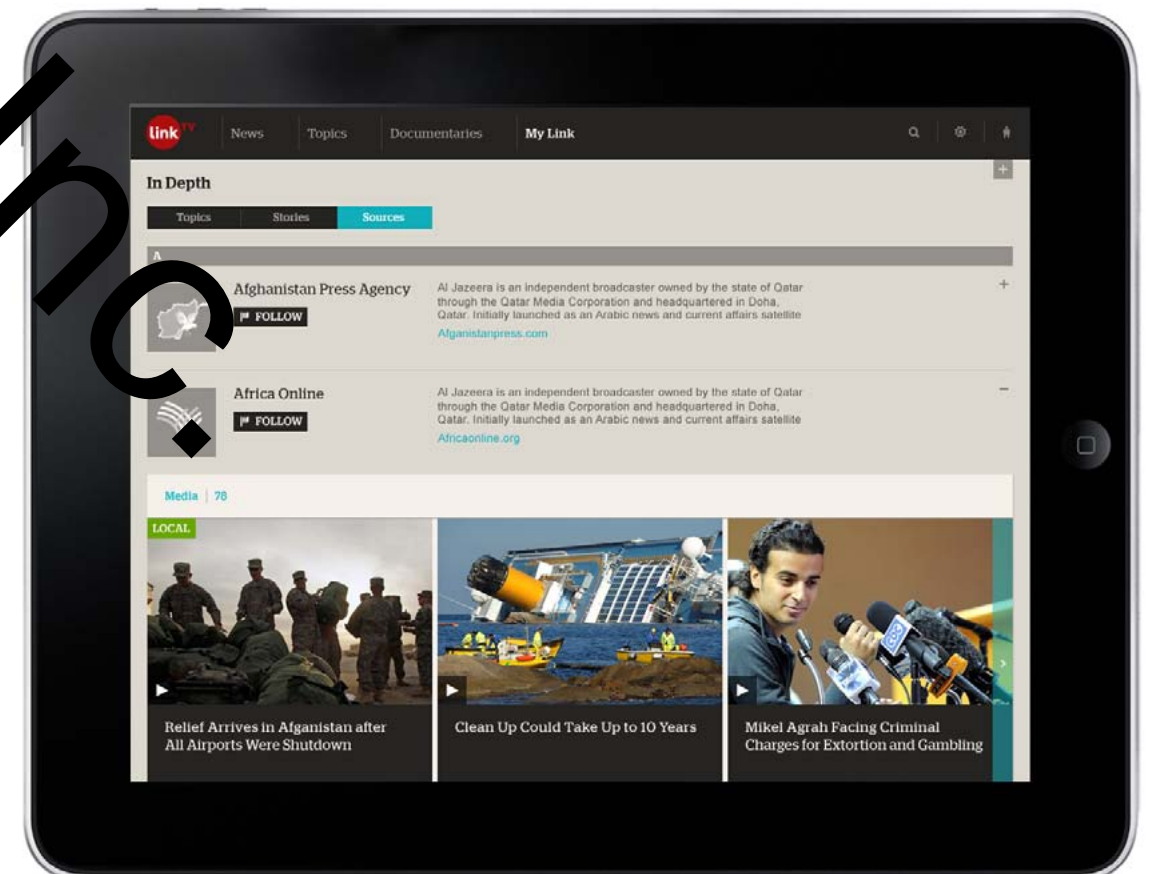 Inc.
link TV
News
Topics
Documentaries
My Link
In Depth
Topics
Stories
Sources
A
Afghanistan Press Agency
FOLLOW
Al Jazeera is an independent broadcaster owned by the state of Qatar
through the Qatar Media Corporation and headquartered in Doha,
Qatar. Initially launched as an Arabic news and current affairs satellite
Afganistanpress.com
Africa Online
FOLLOW
Al Jazeera is an independent broadcaster owned by the state of Qatar
through the Qatar Media Corporation and headquartered in Doha,
Qatar. Initially launched as an Arabic news and current affairs satellite
Africaonline.org
Media | 78
LOCAL
Relief Arrives in Afganistan after
All Airports Were Shutdown
Clean Up Could Take Up to 10 Years
Mikel Agrah Facing Criminal
Charges for Extortion and Gambling